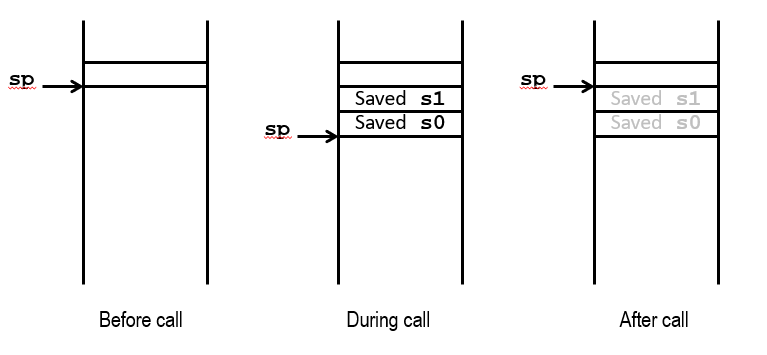 sp
Saved s1
Saved s0
sp
sp
Saved s1
Saved s0
Before call
During call
After call